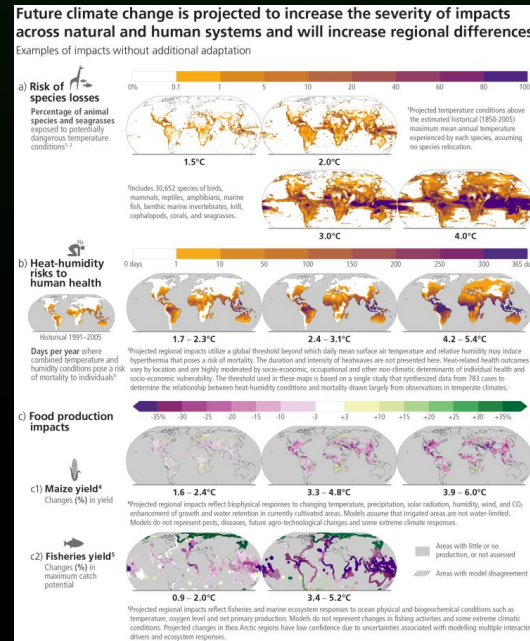 Future climate change is projected to increase the severity of impacts
across natural and human systems and will increase regional differences
Examples of impacts without additional adaptation
a) Risk of
species losses
Percentage of animal
species and seagrasses
exposed to potentially
dangerous temperature
conditions1, 2
0% 0.1 1 5 10 20 40 60 80 100
1.5°C
2.0°C
1Projected temperature conditions above
the estimated historical (1850-2005)
maximum mean annual temperature
experienced by each species, assuming
no species relocation.
2Includes 30,652 species of birds,
mammals, reptiles, amphibians, marine
fish, benthic marine invertebrates, krill,
cephalopods, corals, and seagrasses.
3.0°C
4.0°C
b) Heat-humidity
risks to
human health
Historical 1991–2005
Days per year where
combined temperature and
humidity conditions pose a risk
of mortality to individuals3
0 days 1 10 50 100 150 200 250 300 365 da
1.7 – 2.3°C
2.4 – 3.1°C
4.2 – 5.4°C
3Projected regional impacts utilize a global threshold beyond which daily mean surface air temperature and relative humidity may induce
hyperthermia that poses a risk of mortality. The duration and intensity of heatwaves are not presented here. Heat-related health outcomes
vary by location and are highly moderated by socio-economic, occupational and other non-climatic determinants of individual health and
socio-economic vulnerability. The threshold used in these maps is based on a single study that synthesized data from 783 cases to
determine the relationship between heat-humidity conditions and mortality drawn largely from observations in temperate climates.
c) Food production
impacts
-35% -30 -25 -20 -15 -10 -3 +3 +10 +15 +20 +25 +30 +35%
c1) Maize yield4
Changes (%) in yield
1.6 – 2.4°C
3.3 – 4.8°C
3.9 – 6.0°C
4Projected regional impacts reflect biophysical responses to changing temperature, precipitation, solar radiation, humidity, wind, and CO2
enhancement of growth and water retention in currently cultivated areas. Models assume that irrigated areas are not water-limited.
Models do not represent pests, diseases, future agro-technological changes and some extreme climate responses.
c2) Fisheries yield5
Changes (%) in
maximum catch
potential
0.9 – 2.0°C
3.4 – 5.2°C
Areas with little or no
production, or not assessed
Areas with model disagreement
5Projected regional impacts reflect fisheries and marine ecosystem responses to ocean physical and biogeochemical conditions such as
temperature, oxygen level and net primary production. Models do not represent changes in fishing activities and some extreme climatic
conditions. Projected changes in thea Arctic regions have low confidence due to uncertainties associated with modelling multiple interactin
drivers and ecosystem responses.